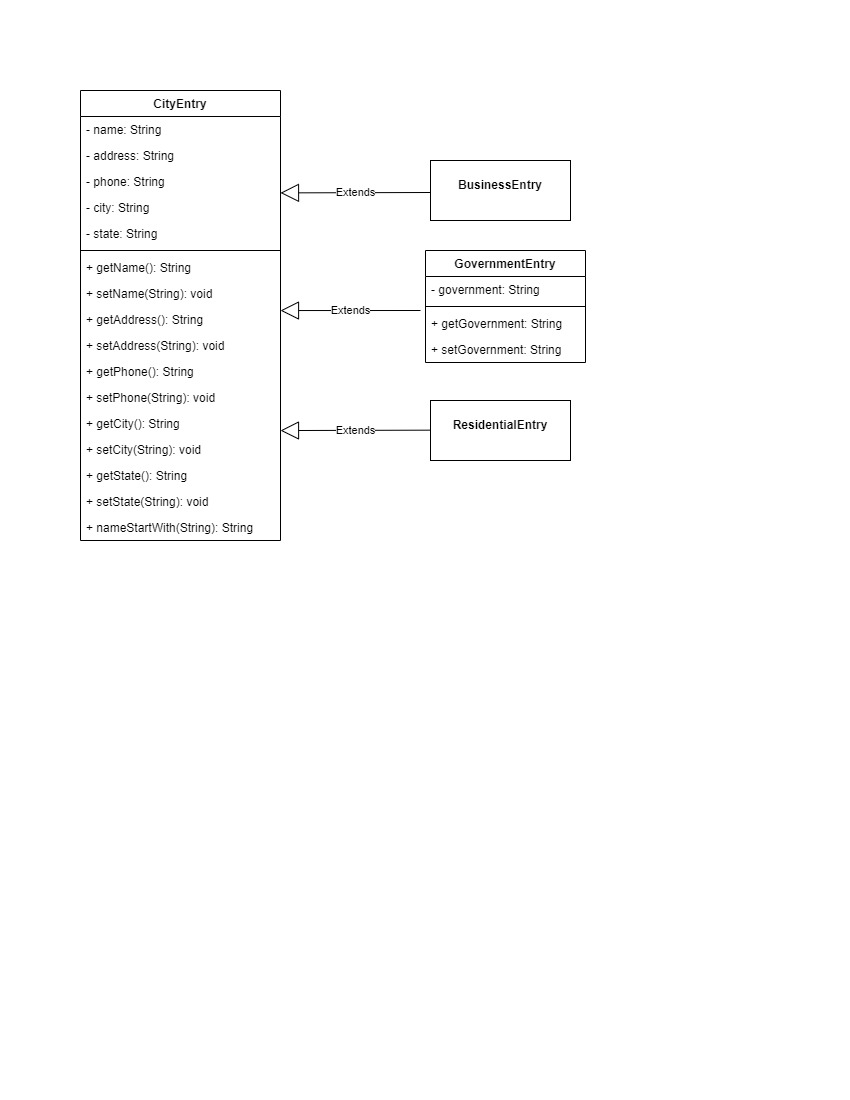 CityEntry
- name: String
- address: String
- phone: String
- city: String
- state: String
+ getName(): String
+ setName(String): void
+ getAddress(): String
+ setAddress(String): void
+ getPhone(): String
+ setPhone(String): void
+ getCity(): String
+ setCity(String): void
+ getState(): String
+ setState(String): void
+ nameStartWith(String): String
Extends
BusinessEntry
Extends
GovernmentEntry
- government: String
+ getGovernment: String
+ setGovernment: String
Extends
ResidentialEntry